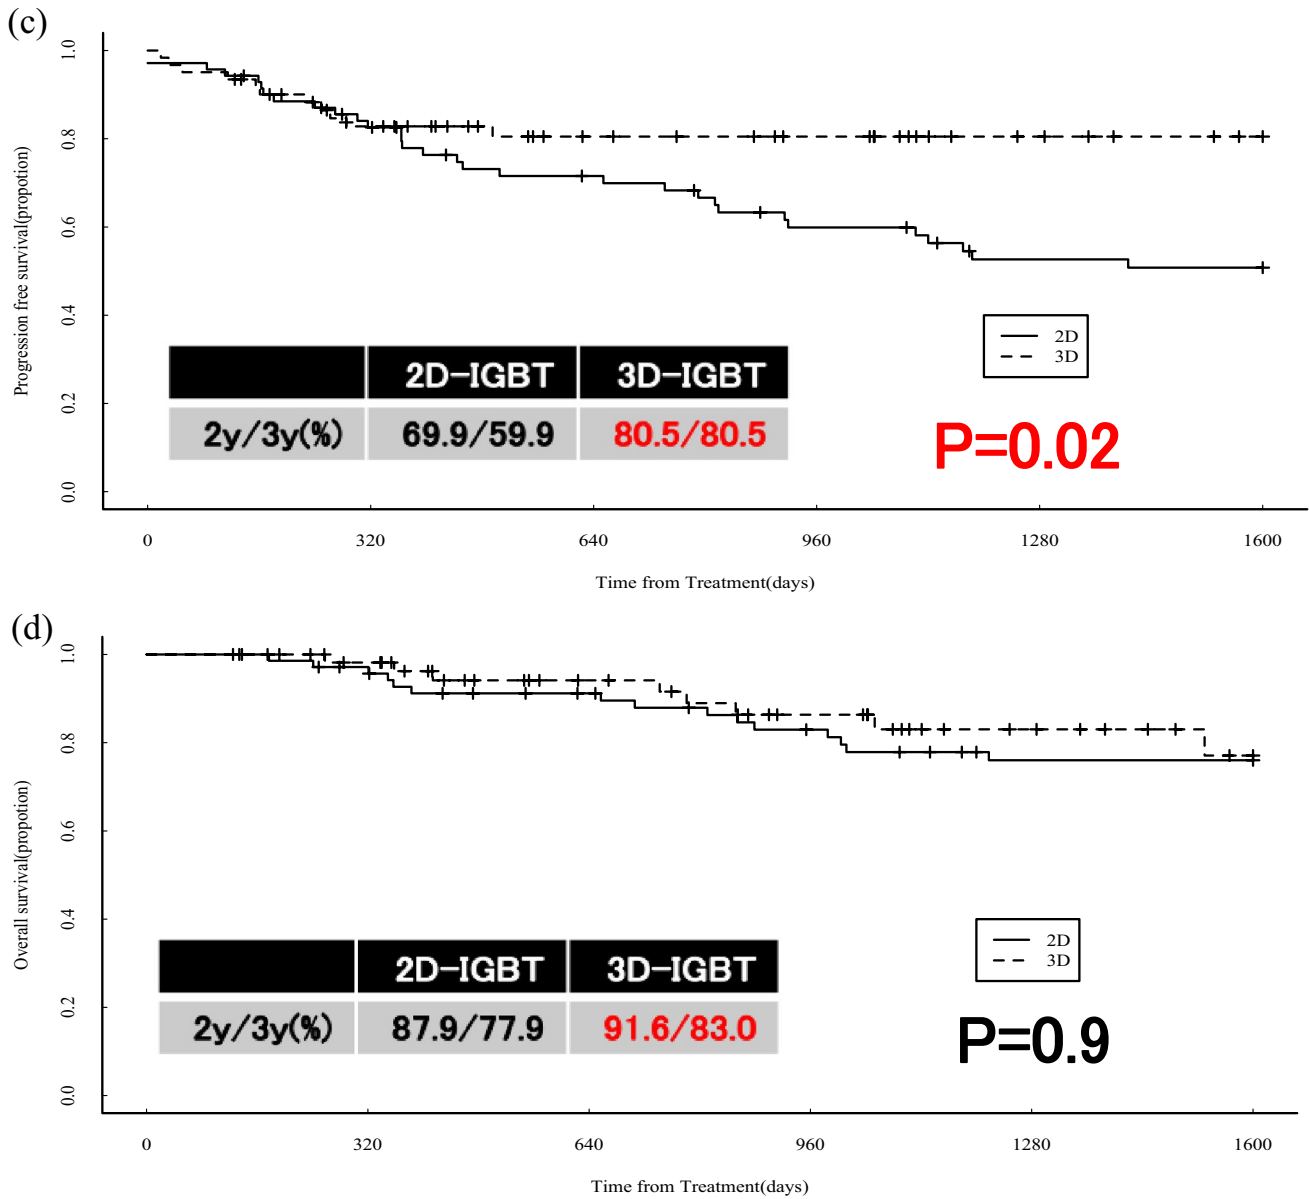 (c)
Progression free survival(propotion)
1.0
0.8
0.6
0.4
0.2
0.0
2D
3D
2D-IGBT 3D-IGBT
2y/3y(%) 69.9/59.9 80.5/80.5
P=0.02
0 320 640 960 1280 1600
Time from Treatment(days)
(d)
Overall survival(propotion)
1.0
0.8
0.6
0.4
0.2
0.0
2D
3D
2D-IGBT 3D-IGBT
2y/3y(%) 87.9/77.9 91.6/83.0
P=0.9
0 320 640 960 1280 1600
Time from Treatment(days)